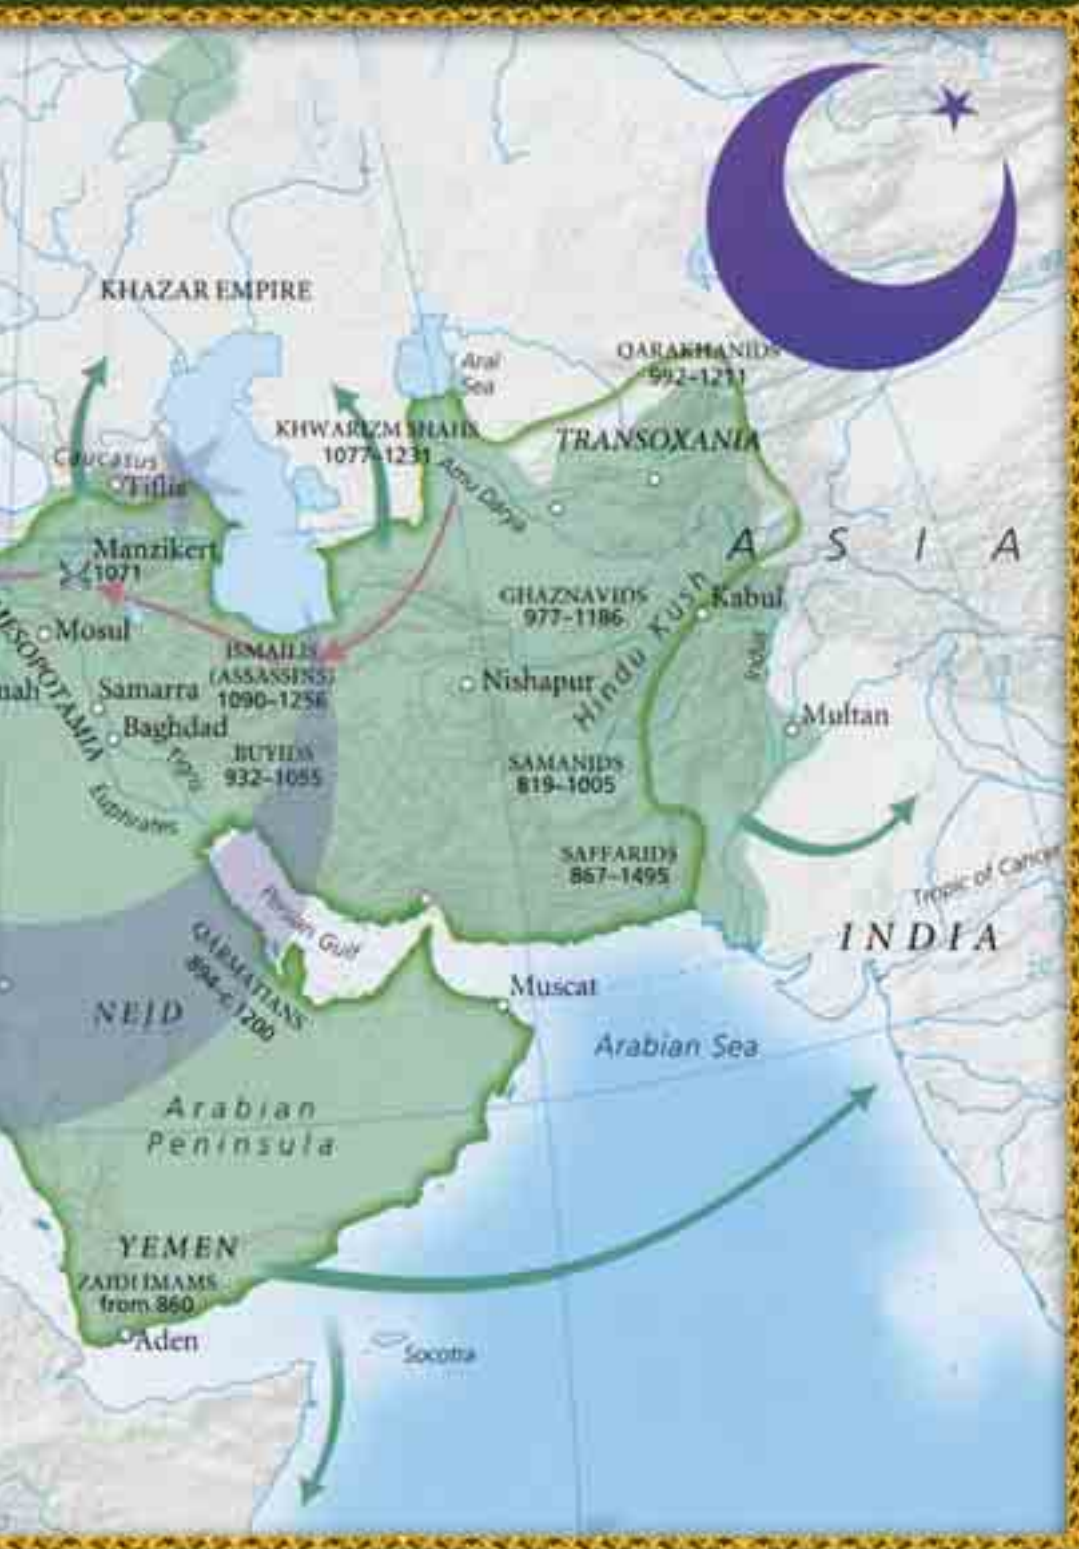 KHAZAR EMPIRE
Aral
Sea
QARAKHANIDS
992–1211
KHWARIZM SHAHS
1077–1231
TRANSOXANIA
Caucasus
Tiflis
Amu Darya
Manzikert
1071
A S I A
GHAZNAVIDS
977–1186
Hindu Kush
Kabul
Mosul
MESOPOTAMIA
ISMAILIS
(ASSASSINS)
1090–1256
Indus
nah
Samarra
Nishapur
Baghdad
Tigris
Multan
BUYIDS
932–1055
SAMANIDS
819–1005
Euphrates
SAFFARIDS
867–1495
Tropic of Cancer
Persian Gulf
INDIA
QARMATIANS
894–c.1200
NEJD
Muscat
Arabian Sea
Arabian
Peninsula
YEMEN
ZAIDI IMAMS
from 860
Aden
Socotra